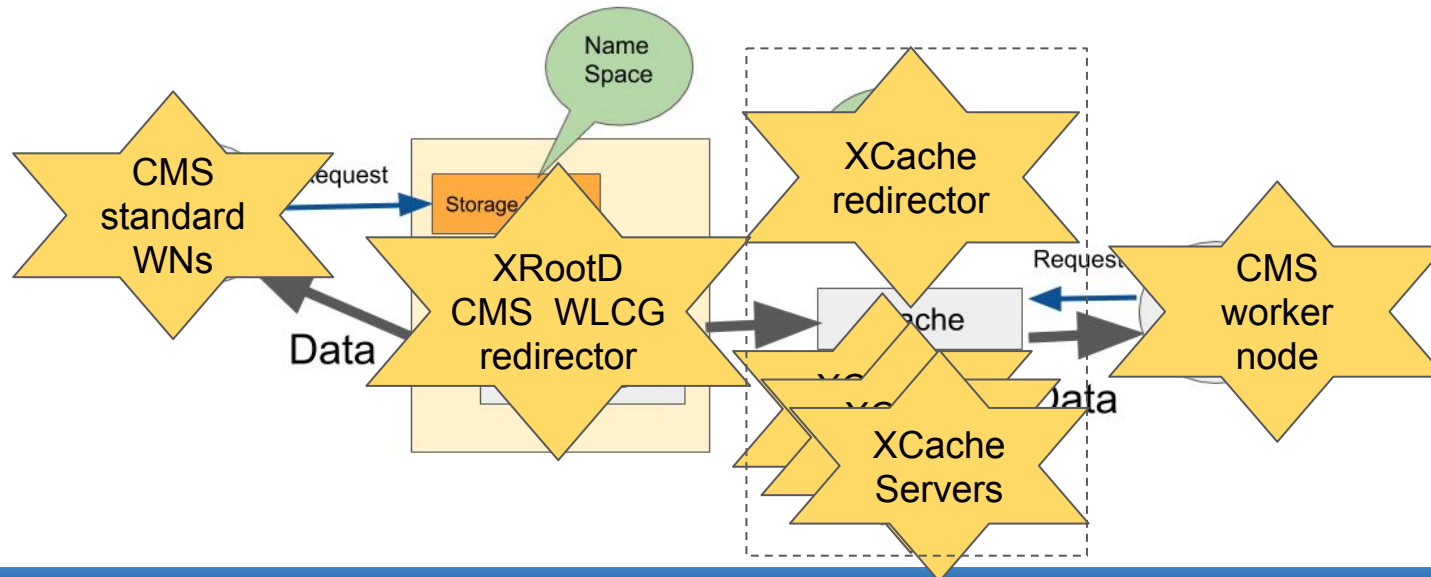 Name
Space
CMS
standard
WNs
Request
Storage
XRootD
CMS WLCG
redirector
Data
XCache
redirector
XCache
Servers
Request
Data
CMS
worker
node